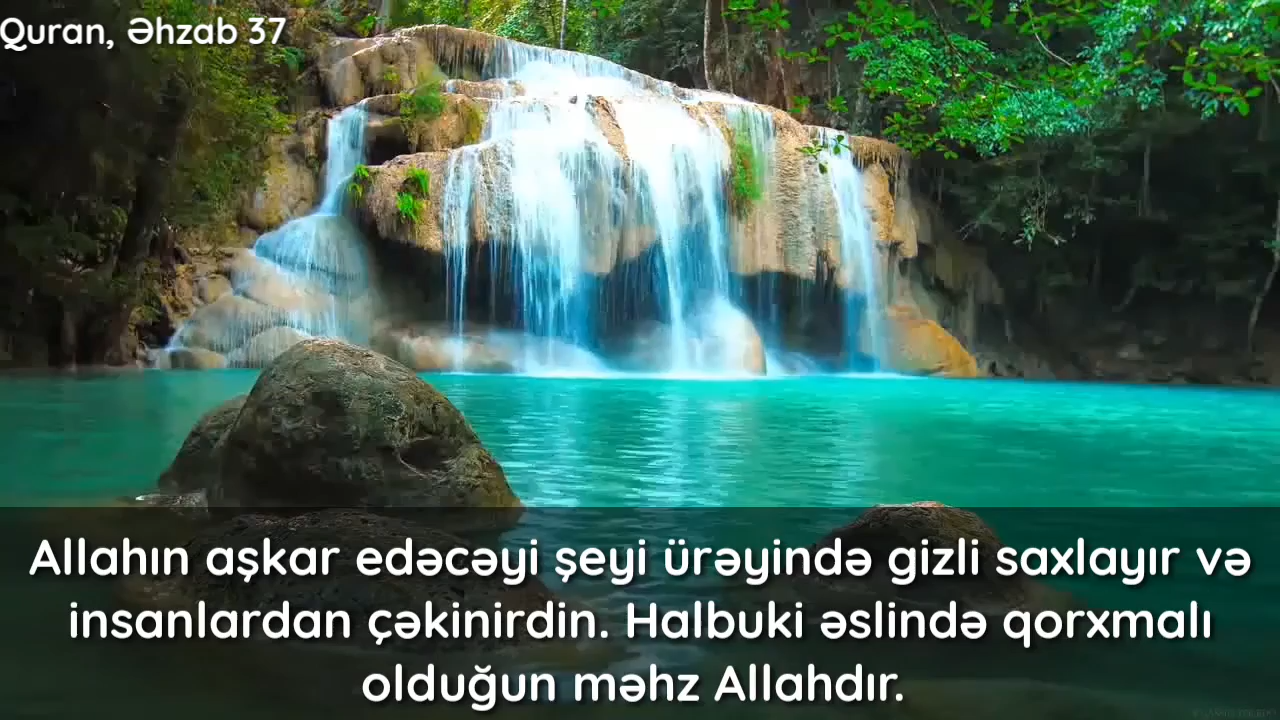 Quran, Əhzab 37
Allahın aşkar edəcəyi şeyi ürəyində gizli saxlayır və
insanlardan çəkinirdin. Halbuki əslində qorxmalı
olduğun məhz Allahdır.